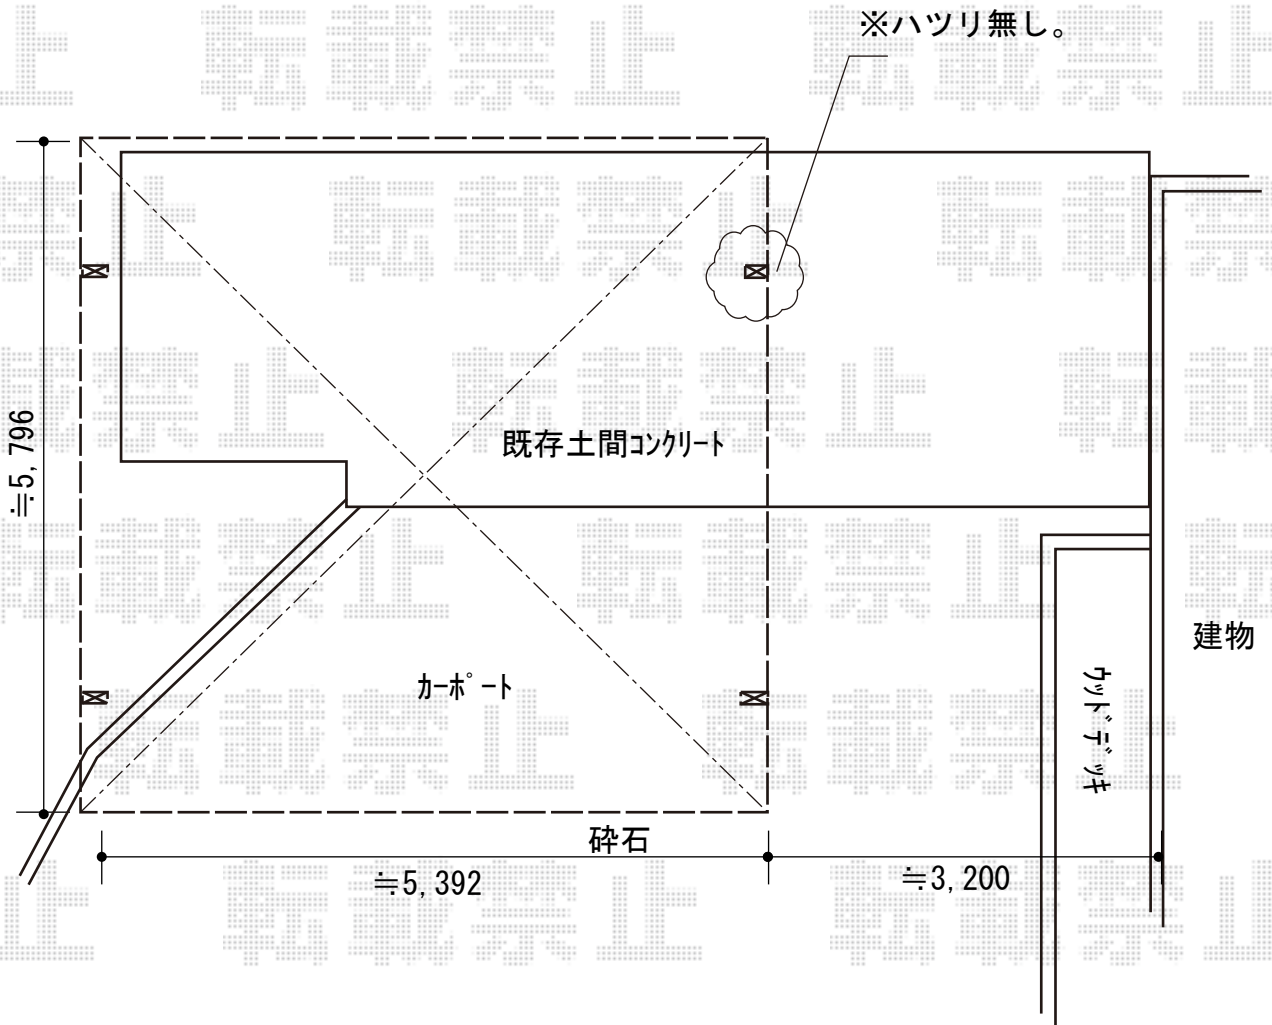 転載禁止
※ハツリ無し。
≒5,796
既存土間ｺﾝｸﾘｰﾄ
ｶｰﾎﾟｰﾄ
建物
ｳｯﾄﾞﾃﾞｯｷ
砕石
≒5,392
≒3,200